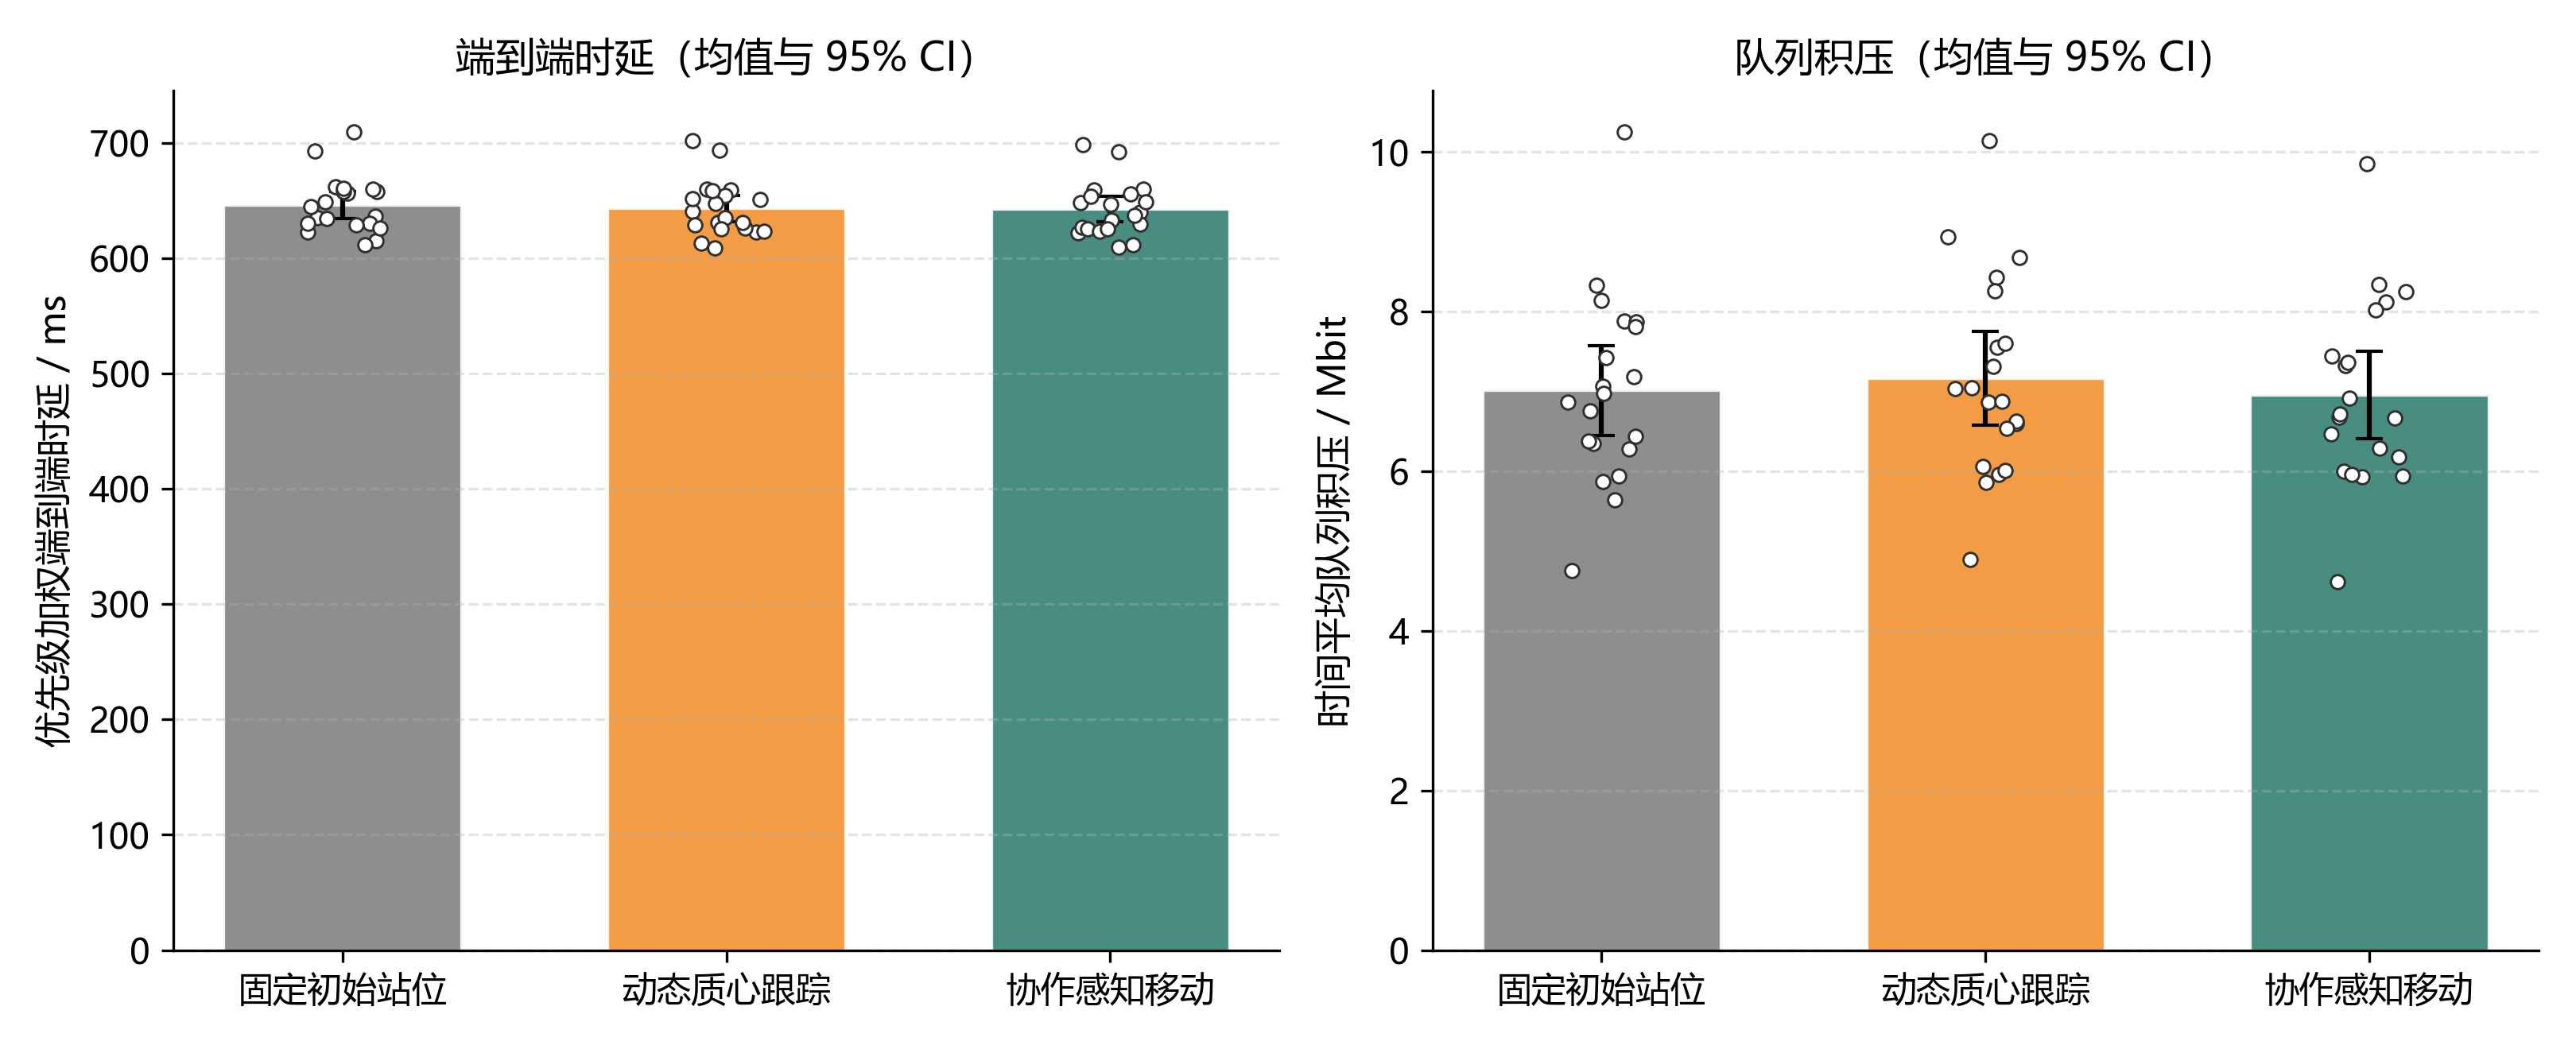 端到端时延（均值与 95% CI）
优先级加权端到端时延 / ms
700
600
500
400
300
200
100
0
固定初始站位
动态质心跟踪
协作感知移动
队列积压（均值与 95% CI）
时间平均队列积压 / Mbit
10
8
6
4
2
0
固定初始站位
动态质心跟踪
协作感知移动